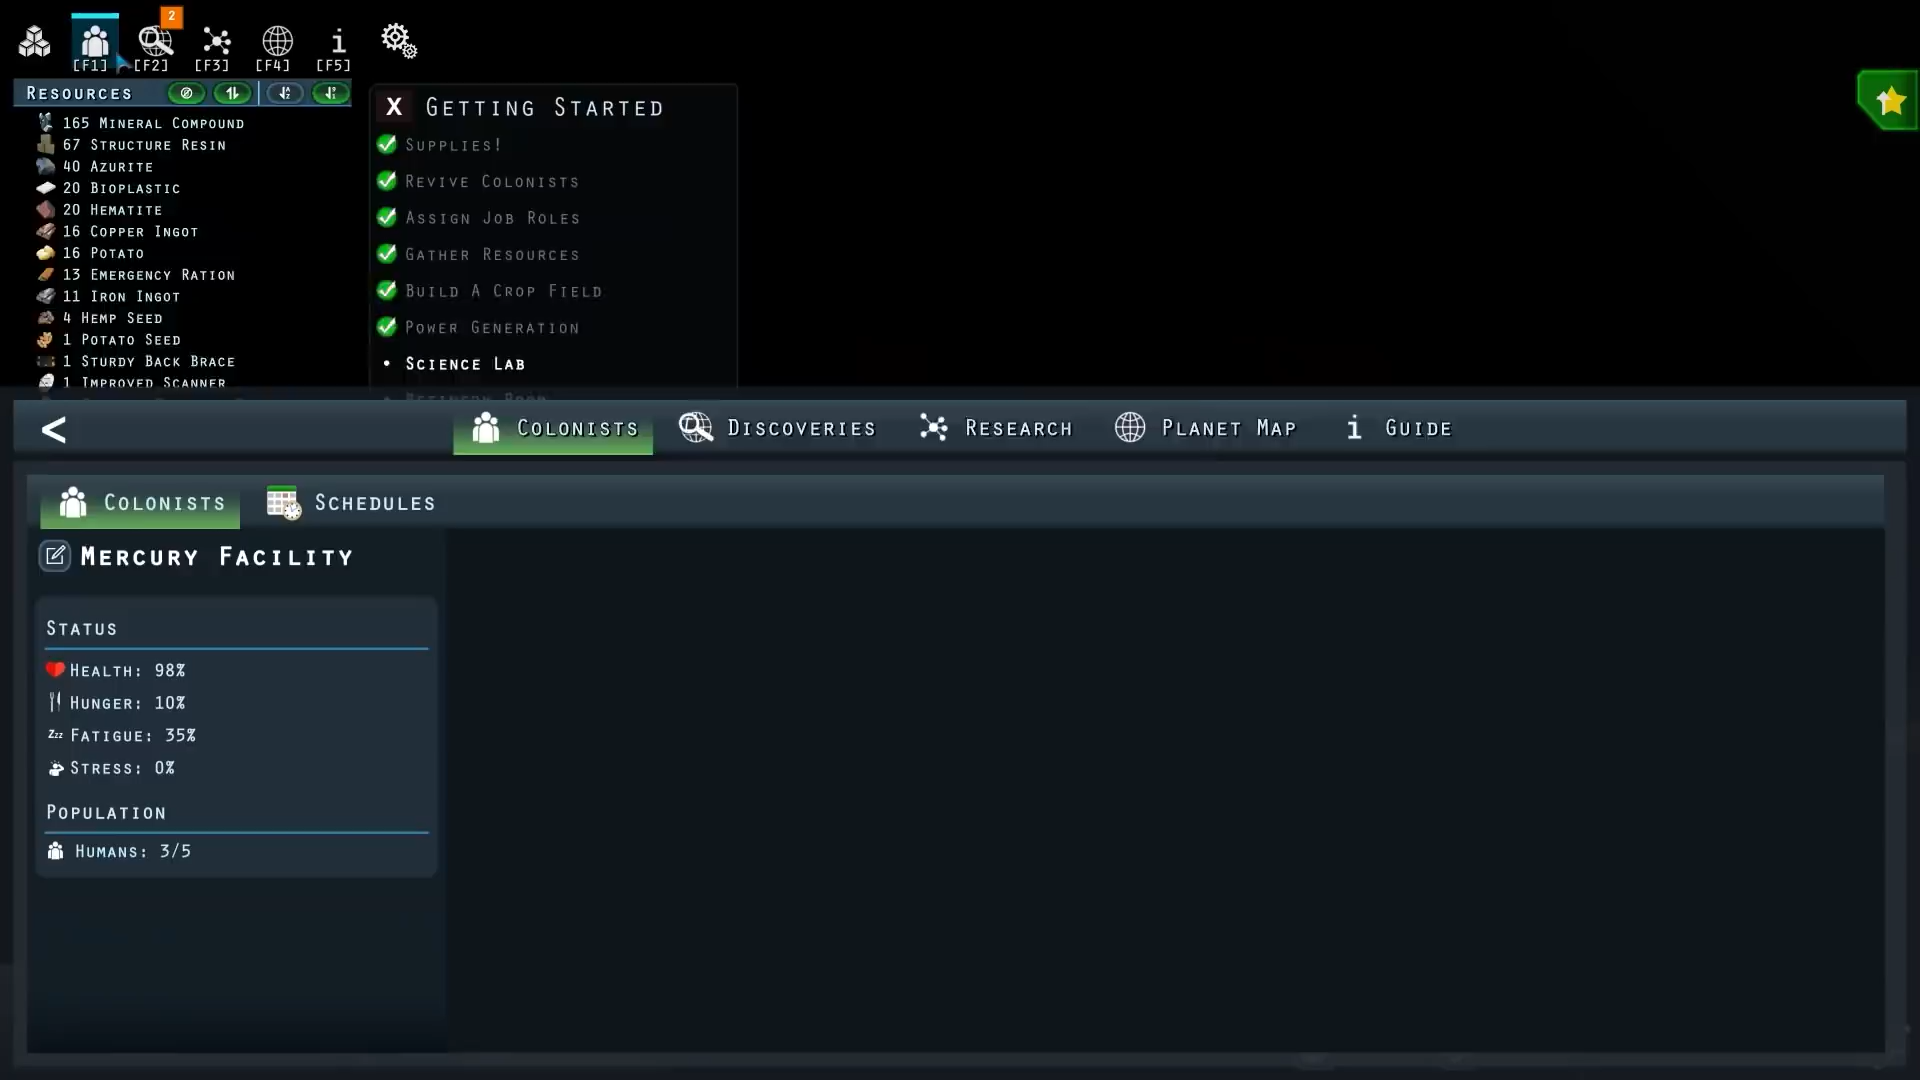 2
[F1]
[F2]
[F3]
[F4]
[F5]
Resources
165 Mineral Compound
67 Structure Resin
40 Azurite
20 Bioplastic
20 Hematite
16 Copper Ingot
16 Potato
13 Emergency Ration
11 Iron Ingot
4 Hemp Seed
1 Potato Seed
1 Sturdy Back Brace
1 Improved Scanner
X Getting Started
Supplies!
Revive Colonists
Assign Job Roles
Gather Resources
Build A Crop Field
Power Generation
• Science Lab
< Colonists Discoveries Research Planet Map Guide
Colonists Schedules
Mercury Facility
Status
Health: 98%
Hunger: 10%
Zzz Fatigue: 35%
Stress: 0%
Population
Humans: 3/5